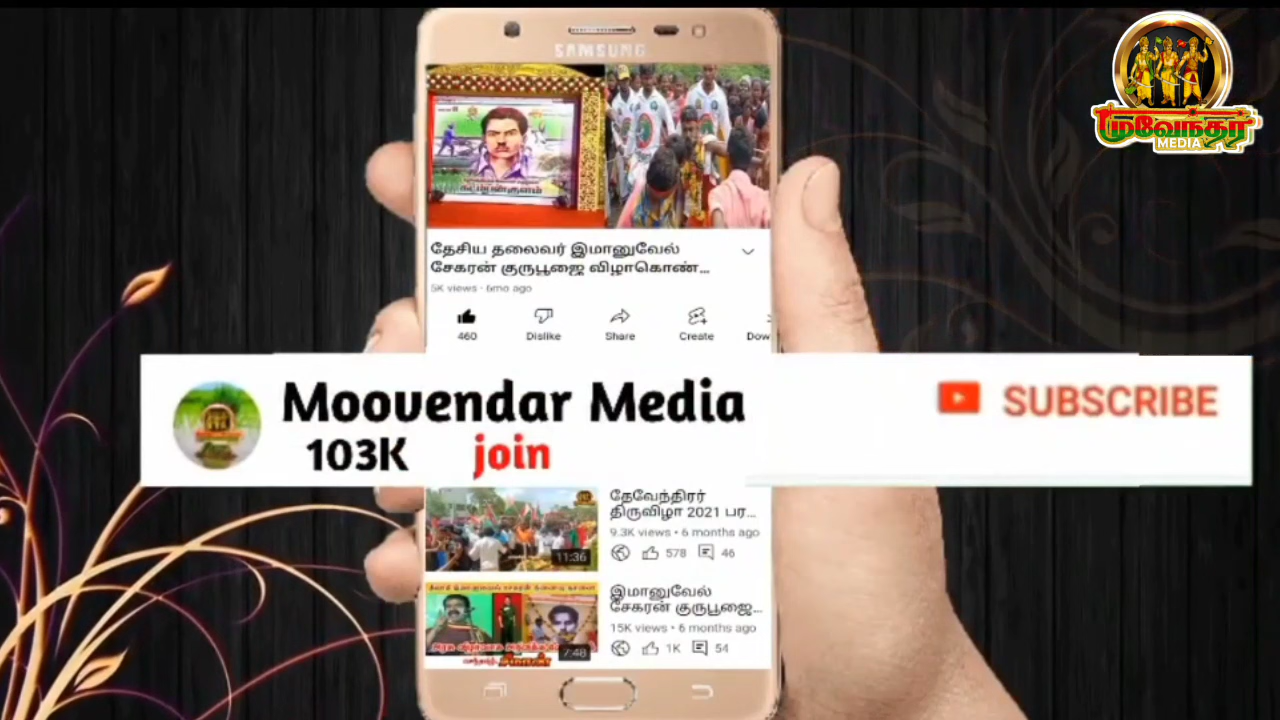 மூவேந்தர்
MEDIA
SAMSUNG
தேசிய தலைவர் இமானுவேல்
சேகரன் குருபூஜை விழாகொண்...
5K views · 6mo ago
460 Dislike Share Create Dow
Moovendar Media
103K join
SUBSCRIBE
தேவேந்திரர்
திருவிழா 2021 பர...
9.3K views • 6 months ago
578 46
11:36
இமானுவேல்
சேகரன் குருபூஜை...
15K views • 6 months ago
1K 54
7:48